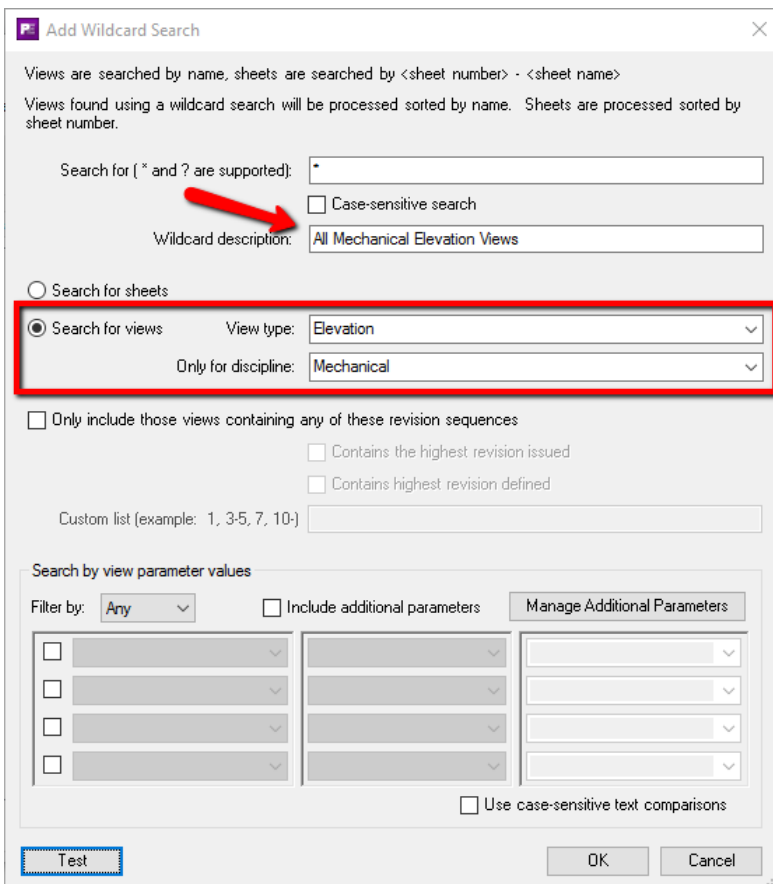 PE Add Wildcard Search
Views are searched by name, sheets are searched by <sheet number> - <sheet name>
Views found using a wildcard search will be processed sorted by name. Sheets are processed sorted by
sheet number.
Search for ( * and ? are supported): *
Case-sensitive search
Wildcard description: All Mechanical Elevation Views
Search for sheets
Search for views View type: Elevation
Only for discipline: Mechanical
Only include those views containing any of these revision sequences
Contains the highest revision issued
Contains highest revision defined
Custom list (example: 1, 3-5, 7, 10-)
Search by view parameter values
Filter by: Any Include additional parameters Manage Additional Parameters
Use case-sensitive text comparisons
Test OK Cancel